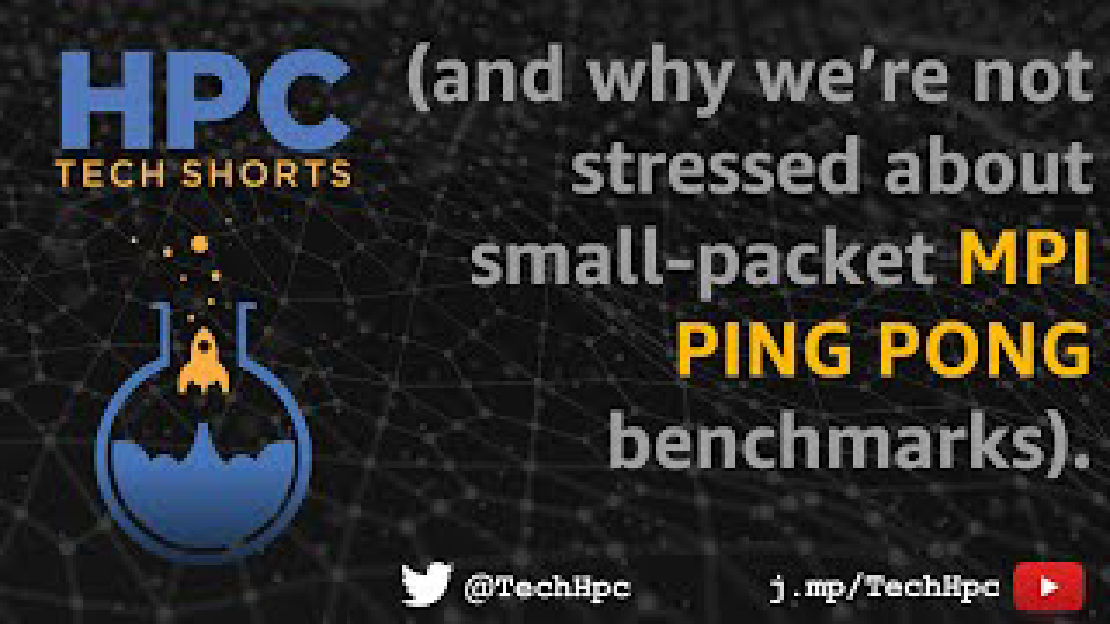 HPC
TECH SHORTS
(and why we’re not
stressed about
small-packet MPI
PING PONG
benchmarks).
@TechHpc
j.mp/TechHpc